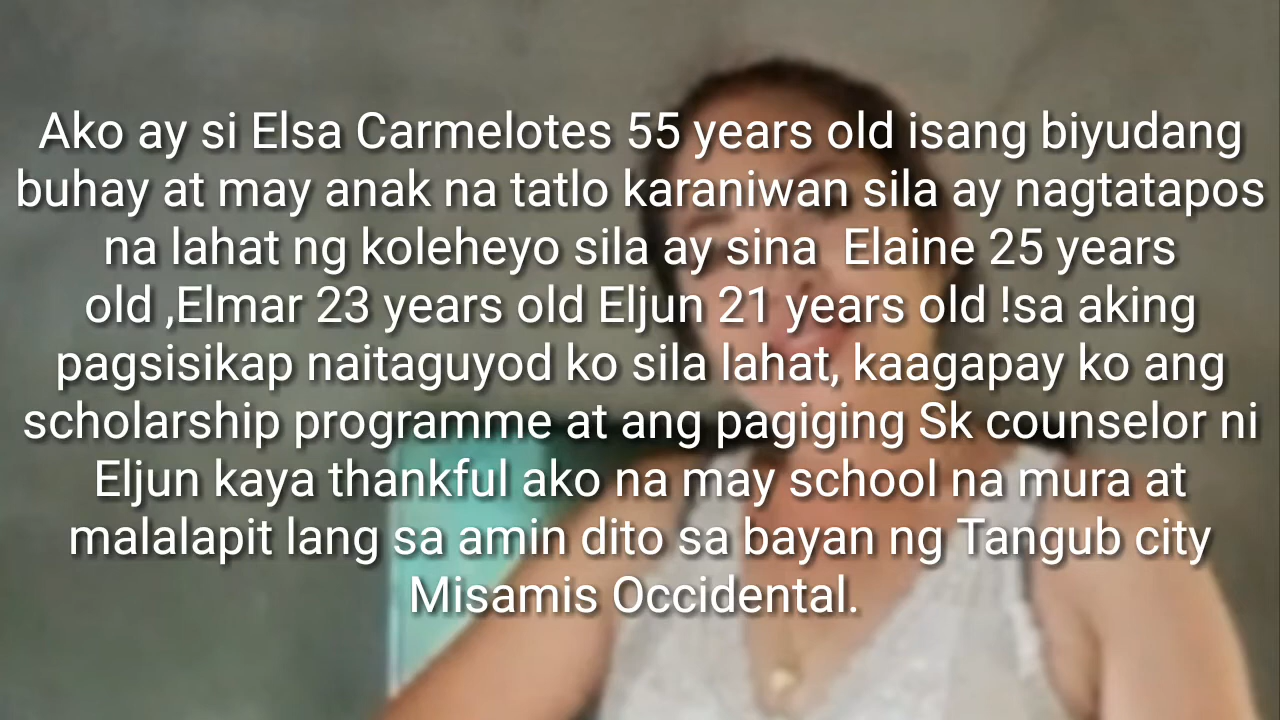 Ako ay si Elsa Carmelotes 55 years old isang biyudang
buhay at may anak na tatlo karaniwan sila ay nagtatapos
na lahat ng koleheyo sila ay sina  Elaine 25 years
old ,Elmar 23 years old Eljun 21 years old !sa aking
pagsisikap naitaguyod ko sila lahat, kaagapay ko ang
scholarship programme at ang pagiging Sk counselor ni
Eljun kaya thankful ako na may school na mura at
malalapit lang sa amin dito sa bayan ng Tangub city
Misamis Occidental.